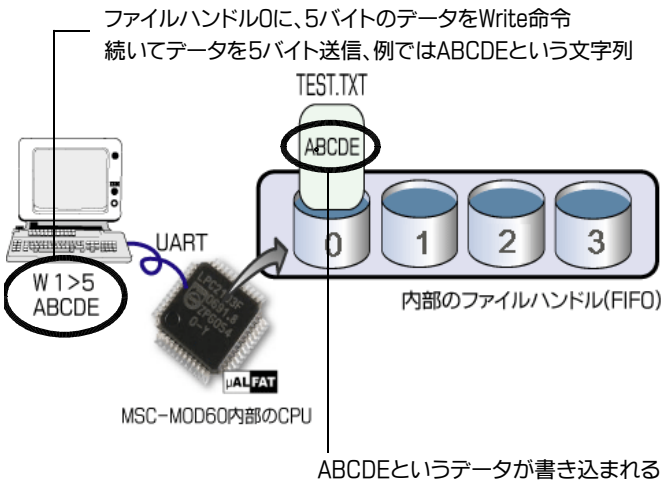 ファイルハンドル0に、5バイトのデータをWrite命令
続いてデータを5バイト送信、例ではABCDEという文字列
TEST.TXT
ABCDE
0 1 2 3
UART
W 1>5
ABCDE
内部のファイルハンドル(FIFO)
μALFAT
MSC-MOD60内部のCPU
ABCDEというデータが書き込まれる